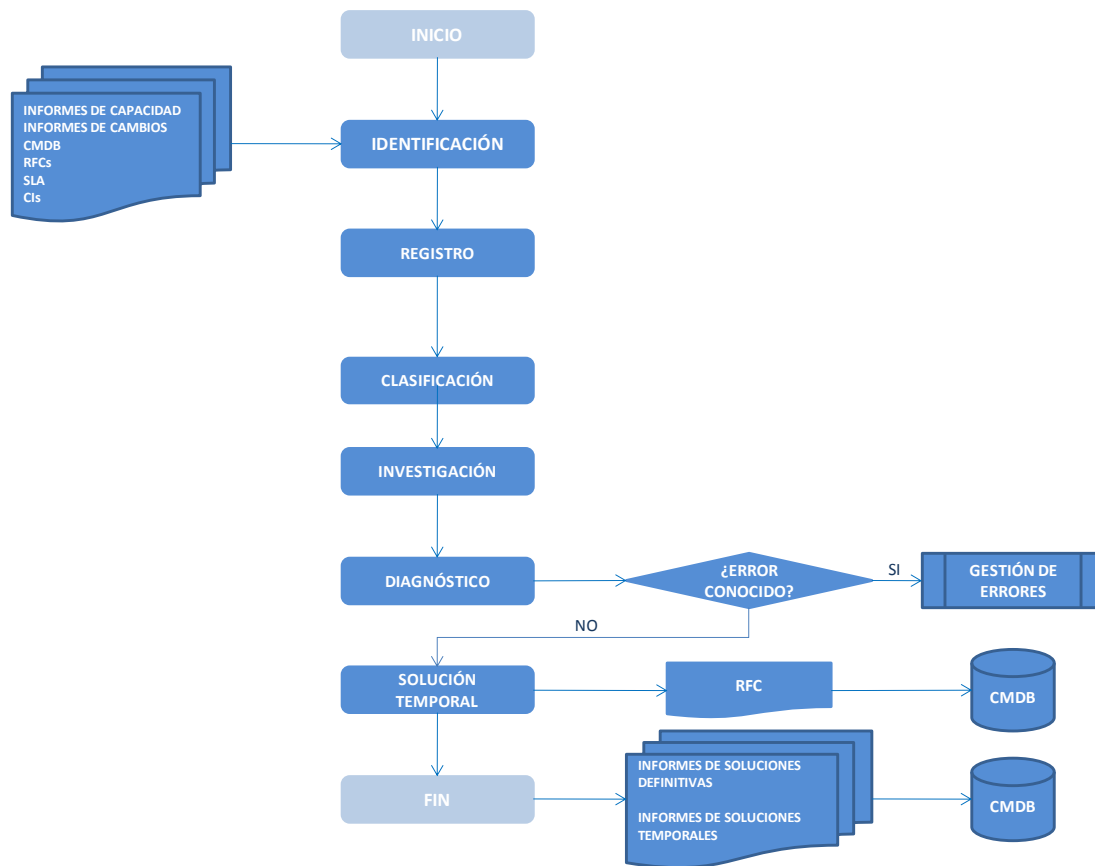 INICIO
INFORMES DE CAPACIDAD
INFORMES DE CAMBIOS
CMDB
RFCs
SLA
CIs
IDENTIFICACIÓN
REGISTRO
CLASIFICACIÓN
INVESTIGACIÓN
DIAGNÓSTICO
¿ERROR
CONOCIDO?
SI
GESTIÓN DE
ERRORES
NO
SOLUCIÓN
TEMPORAL
RFC
CMDB
FIN
INFORMES DE SOLUCIONES
DEFINITIVAS
INFORMES DE SOLUCIONES
TEMPORALES
CMDB